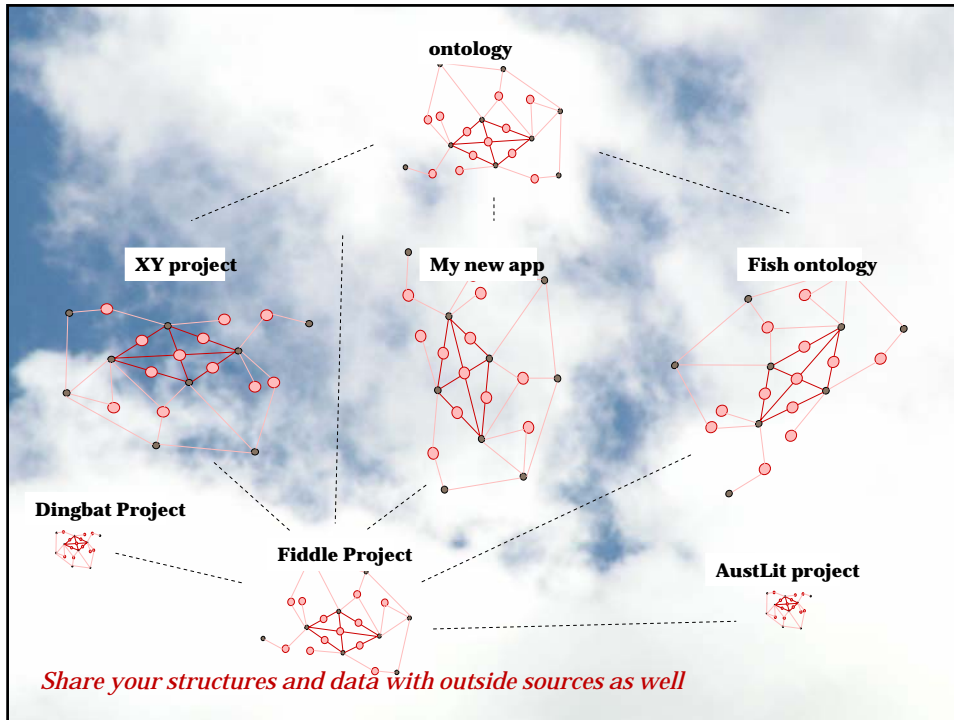 ontology
XY project
My new app
Fish ontology
Dingbat Project
Fiddle Project
AustLit project
Share your structures and data with outside sources as well